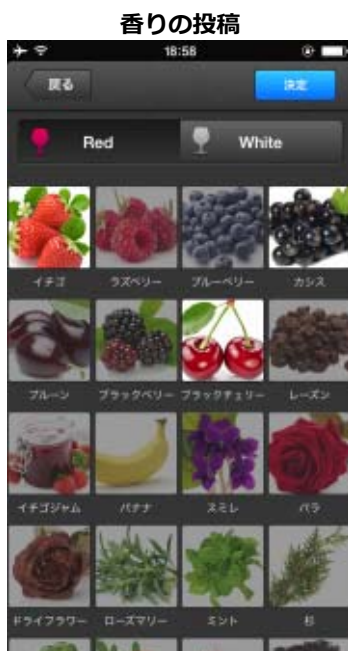 香りの投稿
18:58
戻る 決定
Red White
イチゴ ラズベリー ブルーベリー カシス
プルーン ブラックベリー ブラックチェリー レーズン
イチゴジャム バナナ スミレ バラ
ドライフラワー ローズマリー ミント 杉